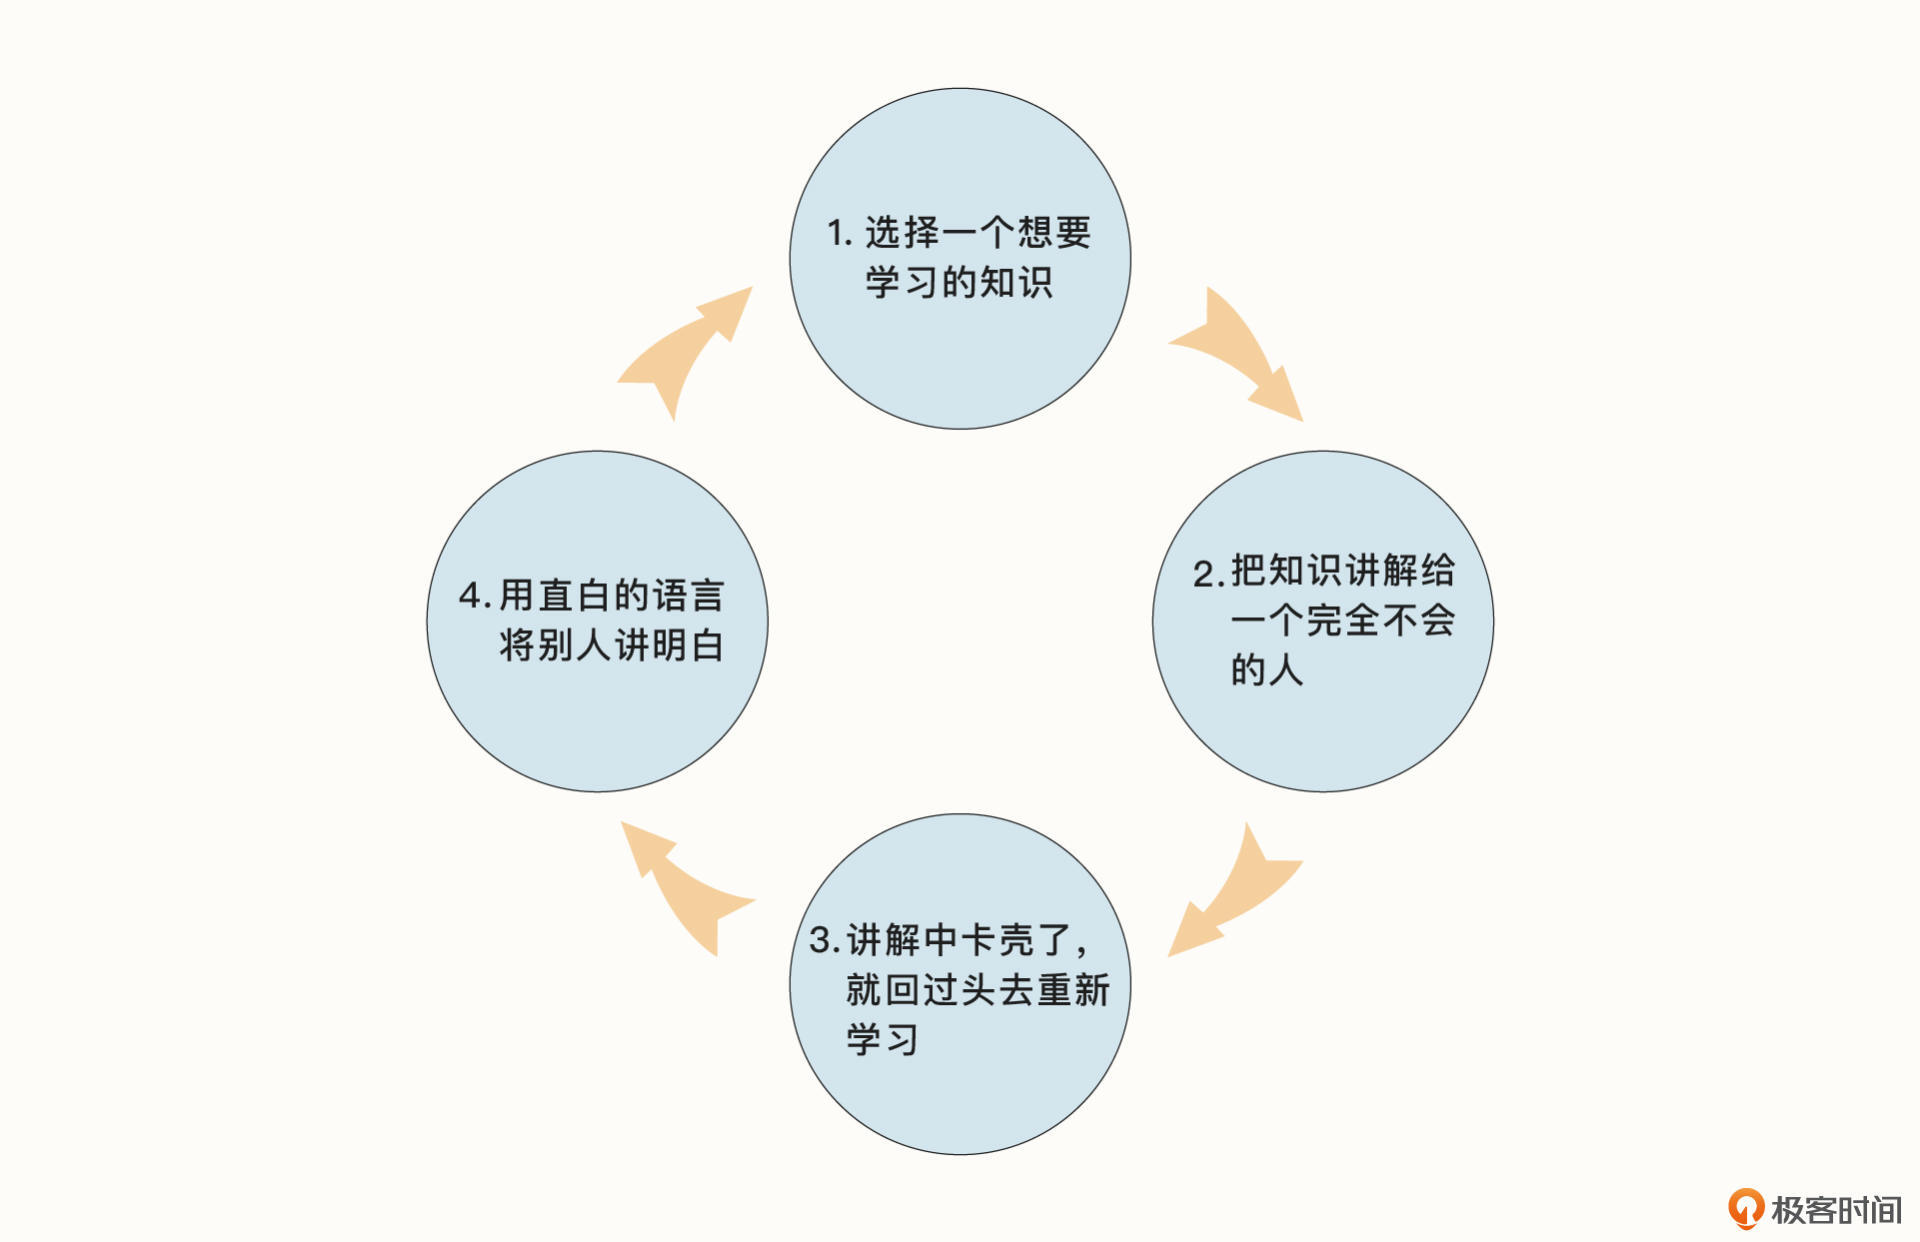 1. 选择一个想要
学习的知识
2. 把知识讲解给
一个完全不会
的人
3. 讲解中卡壳了，
就回过头去重新
学习
4. 用直白的语言
将别人讲明白
极客时间